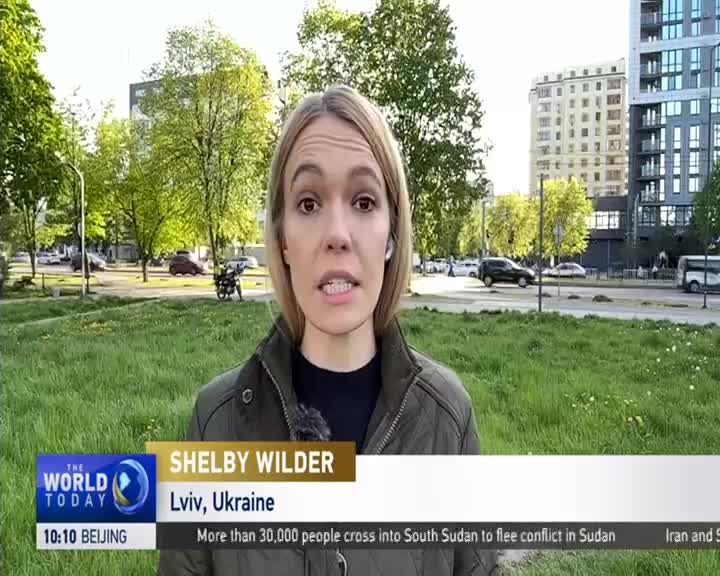 SHELBY WILDER
Lviv, Ukraine
THE
WORLD
TODAY
10:10 BEIJING
More than 30,000 people cross into South Sudan to flee conflict in Sudan Iran and S